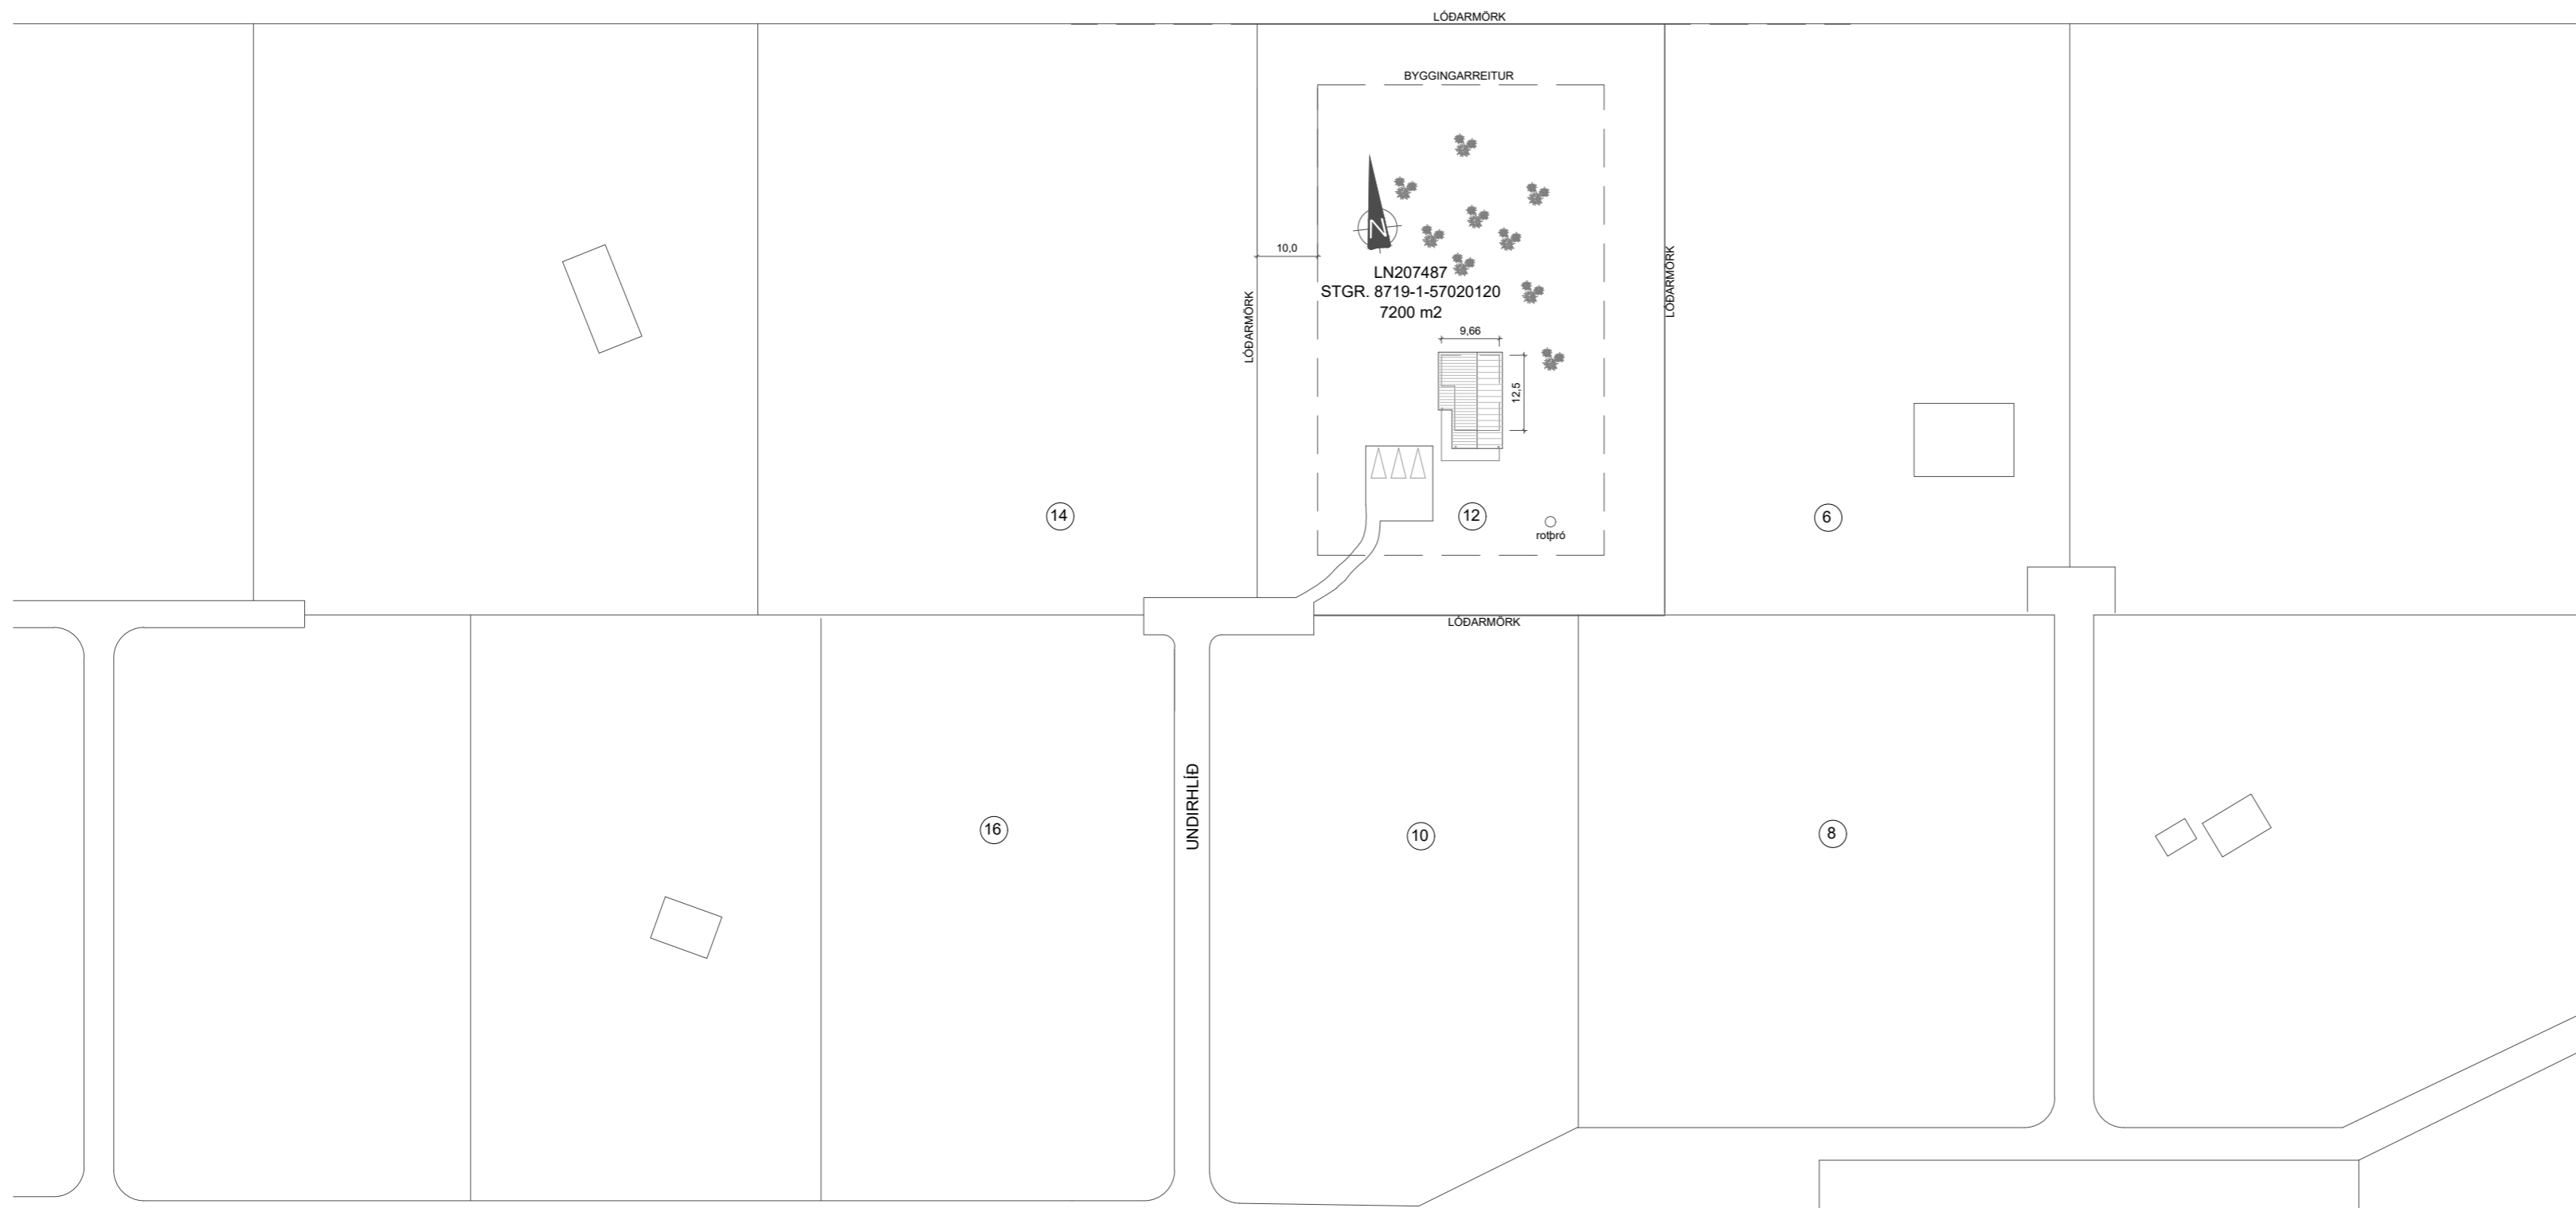 LÓÐARMÖRK
BYGGINGARREITUR
N
10,0
LÓÐARMÖRK
LÓÐARMÖRK
LN207487
STGR. 8719-1-57020120
7200 m2
9,66
12,5
14
12
6
rotþró
LÓÐARMÖRK
UNDIRHLÍÐ
16
10
8